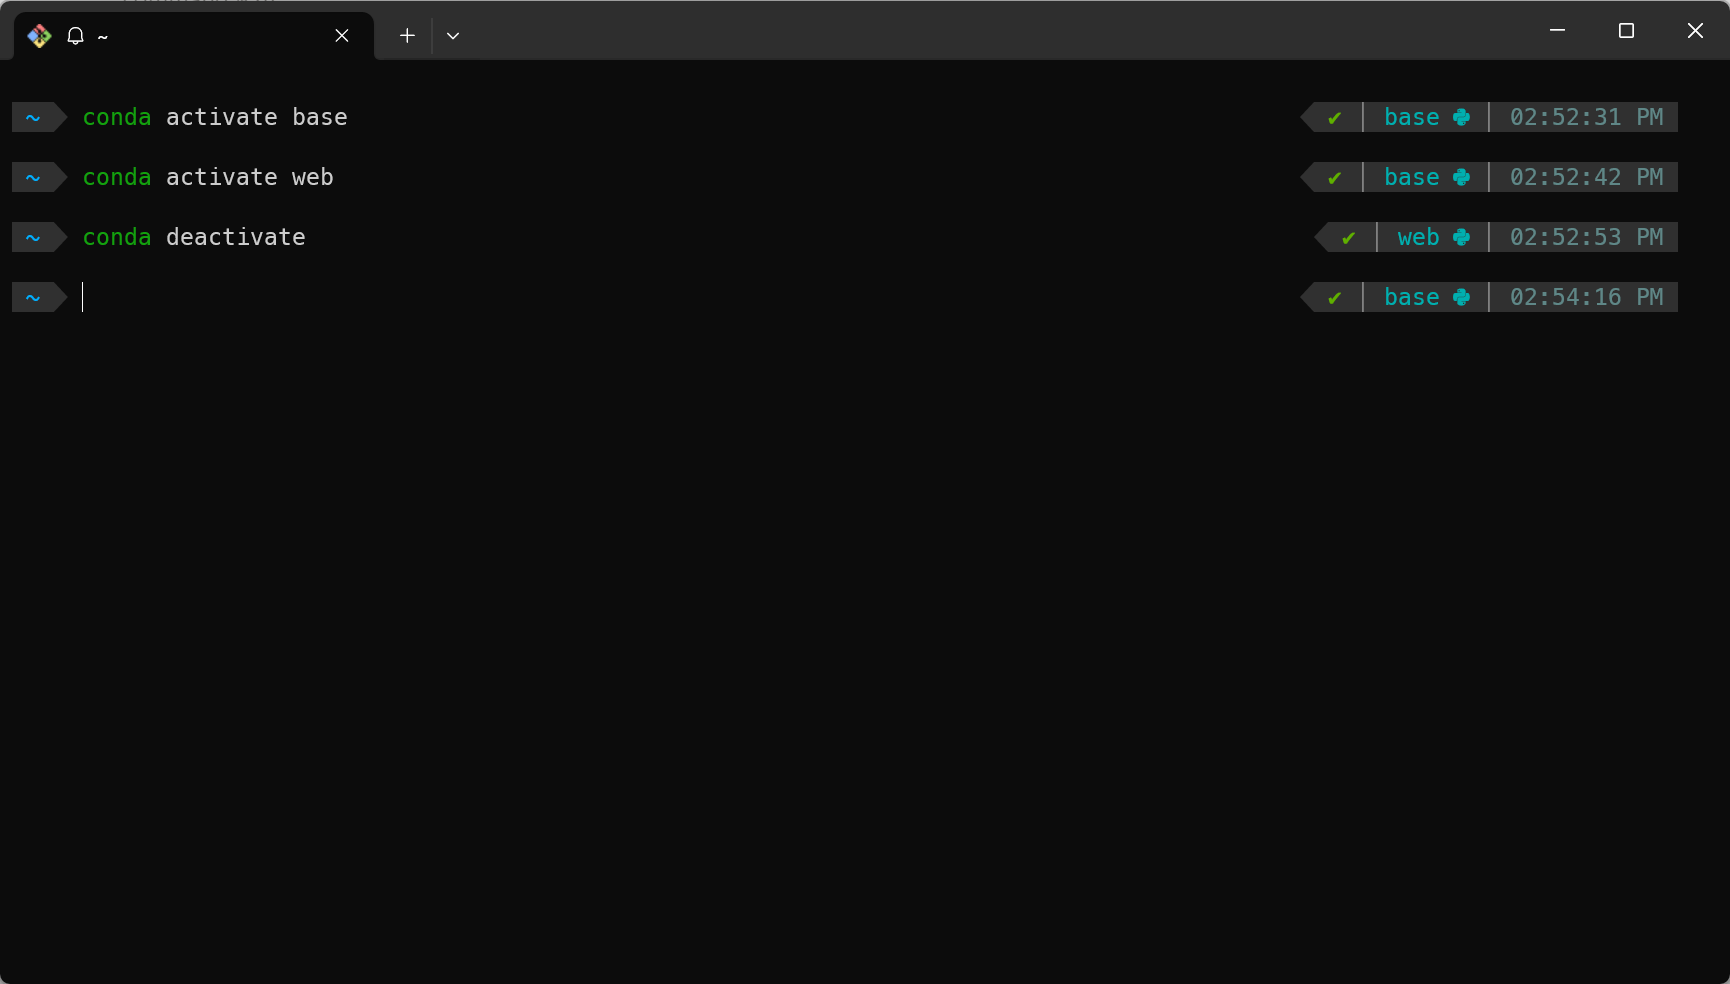 ~
~ conda activate base ✔ base 02:52:31 PM
~ conda activate web ✔ base 02:52:42 PM
~ conda deactivate ✔ web 02:52:53 PM
~ ✔ base 02:54:16 PM